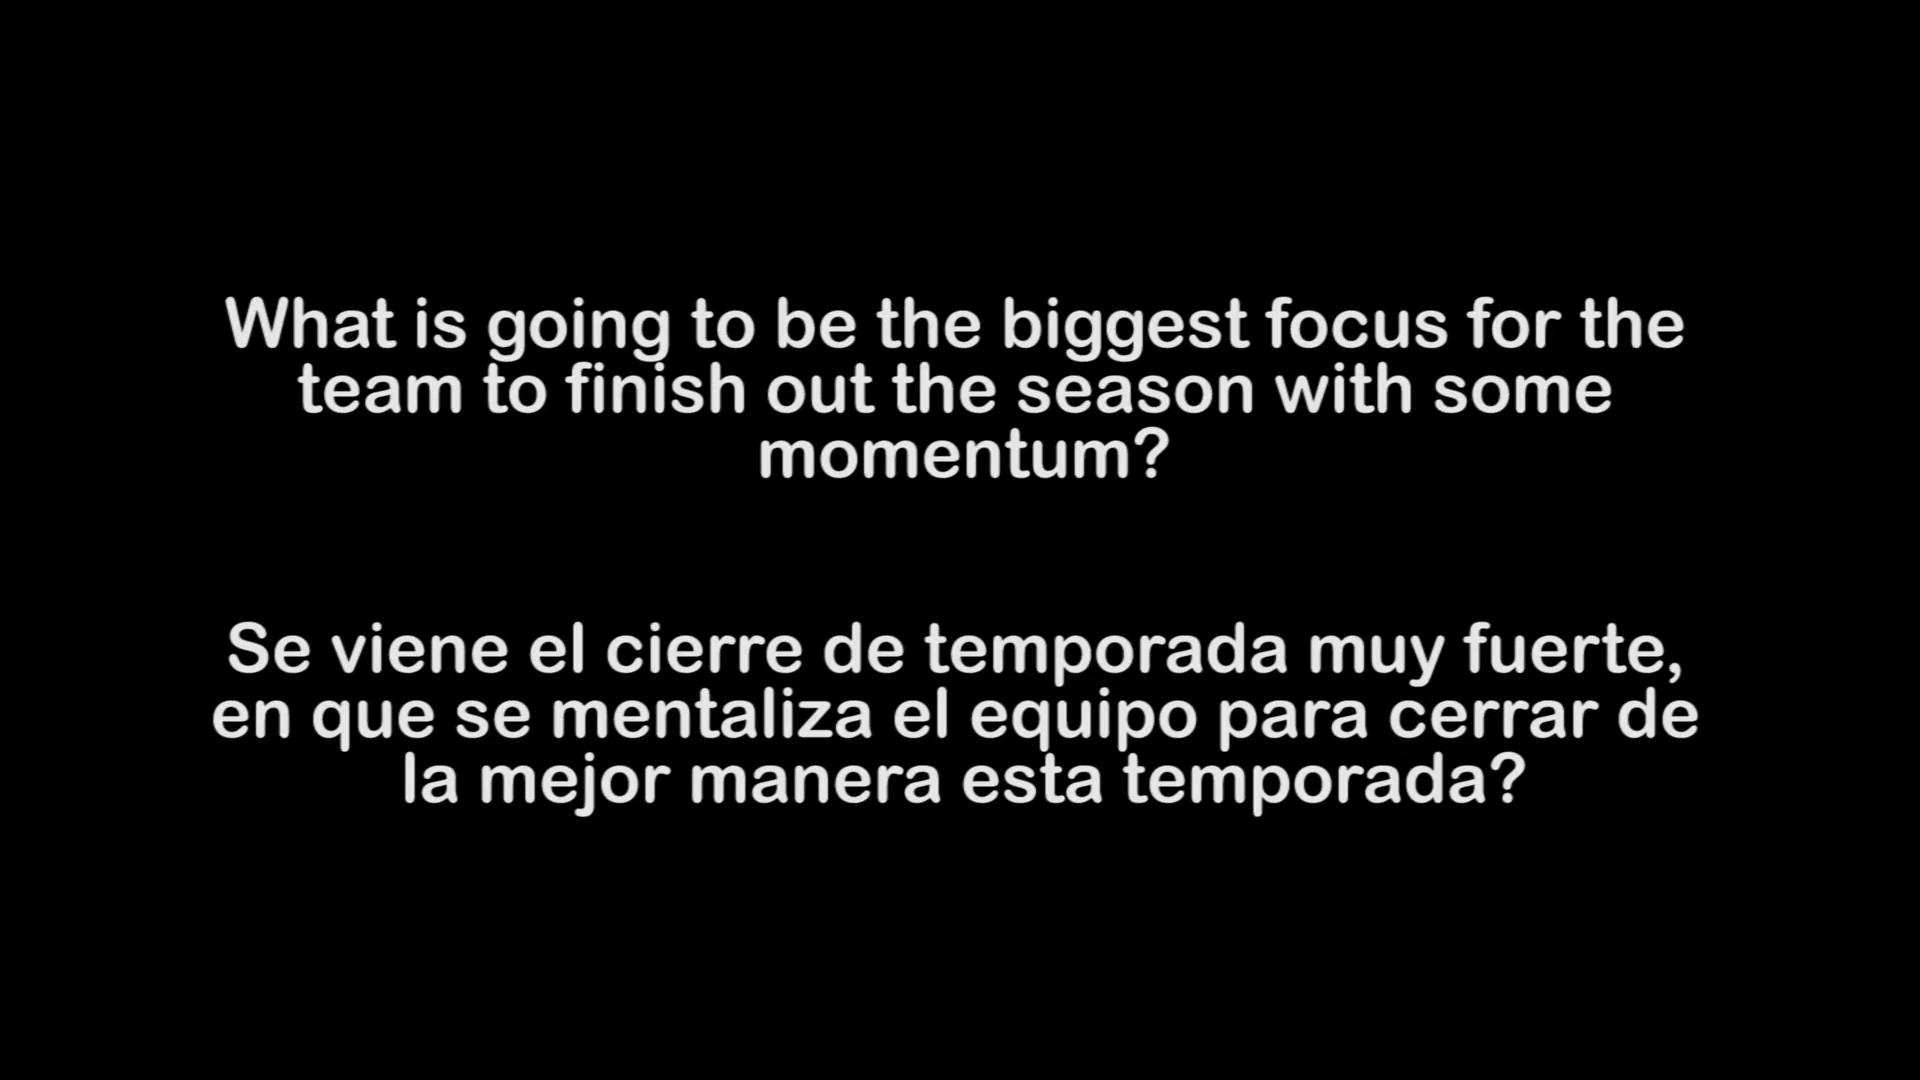 What is going to be the biggest focus for the
team to finish out the season with some
momentum?
Se viene el cierre de temporada muy fuerte,
en que se mentaliza el equipo para cerrar de
la mejor manera esta temporada?